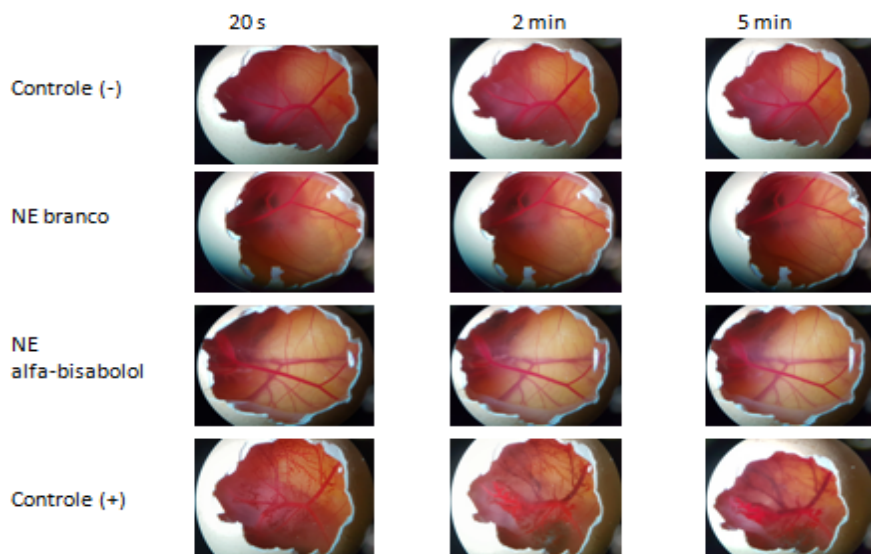 20 s 2 min 5 min
Controle (-)
NE branco
NE
alfa-bisabolol
Controle (+)